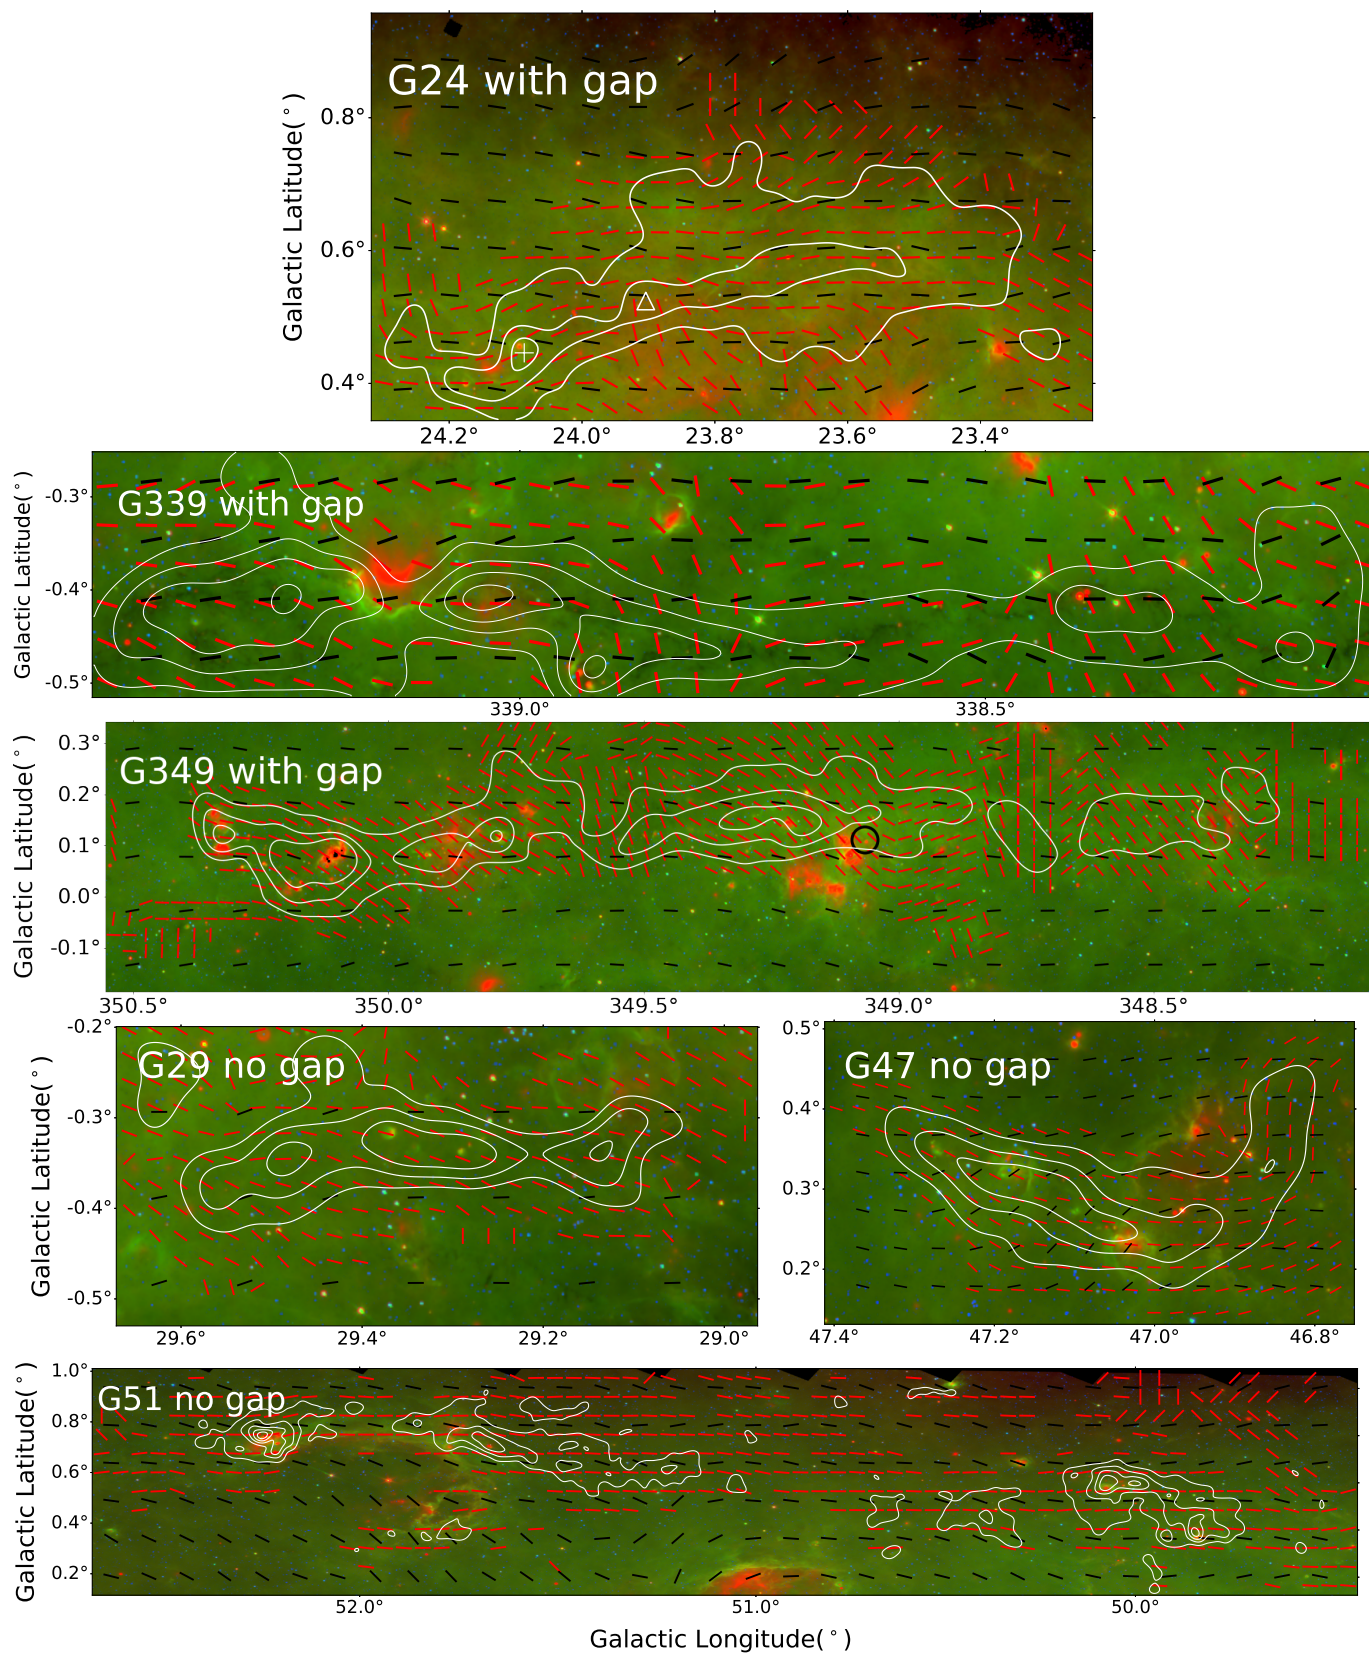 G24 with gap
Galactic Latitude(°)
0.8°
0.6°
0.4°
24.2° 24.0° 23.8° 23.6° 23.4°
G339 with gap
Galactic Latitude(°)
-0.3°
-0.4°
-0.5°
339.0° 338.5°
G349 with gap
Galactic Latitude(°)
0.3°
0.2°
0.1°
0.0°
-0.1°
350.5° 350.0° 349.5° 349.0° 348.5°
G29 no gap
Galactic Latitude(°)
-0.2°
-0.3°
-0.4°
-0.5°
29.6° 29.4° 29.2° 29.0°
G47 no gap
0.5°
0.4°
0.3°
0.2°
47.4° 47.2° 47.0° 46.8°
G51 no gap
Galactic Latitude(°)
1.0°
0.8°
0.6°
0.4°
0.2°
52.0° 51.0° 50.0°
Galactic Longitude(°)